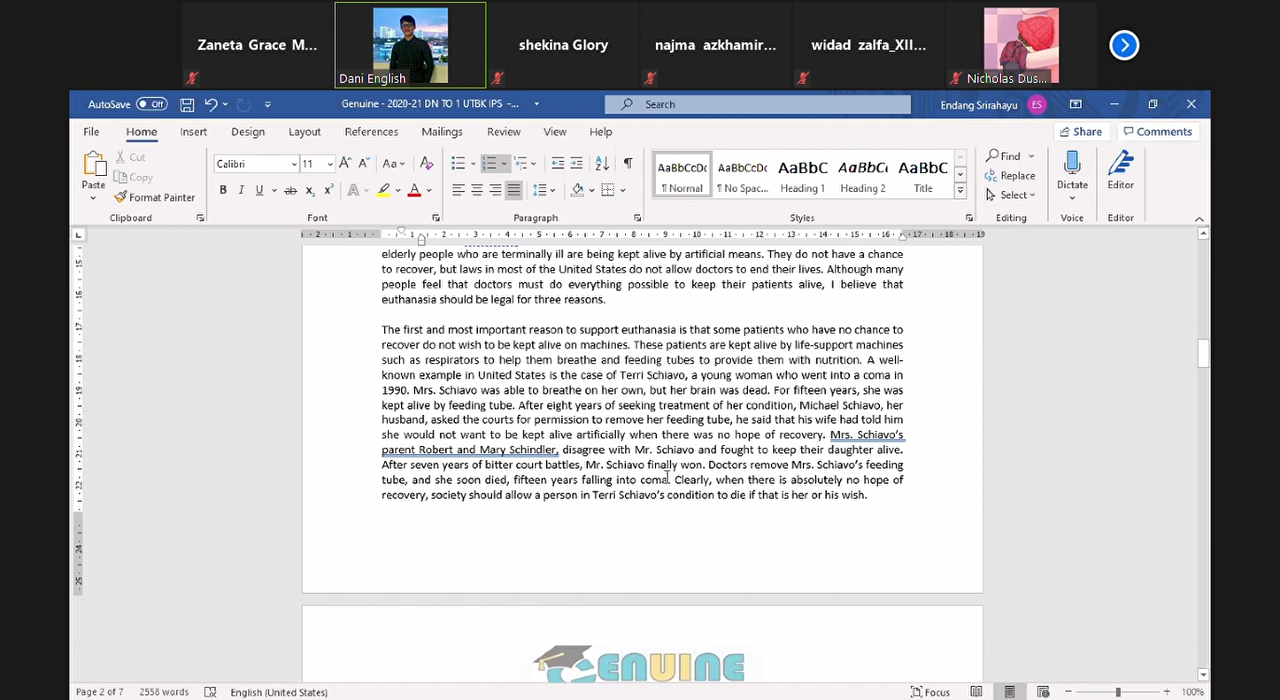 Zaneta Grace M...
Dani English
shekina Glory
najma azkhamir...
widad zalfa_XII...
Nicholas Dus...
AutoSave Off
Genuine - 2020-21 DN TO 1 UTBK IPS -...
Search
Endang Srirahayu ES
File Home Insert Design Layout References Mailings Review View Help
Share Comments
Paste
Cut
Copy
Format Painter
Clipboard
Calibri 11
Font
Paragraph
AaBbCcDc AaBbCcDc AaBbC AaBbCc AaBbC
¶ Normal ¶ No Spac... Heading 1 Heading 2 Title
Styles
Find
Replace
Select
Editing
Dictate
Voice
Editor
Editor
elderly people who are terminally ill are being kept alive by artificial means. They do not have a chance
to recover, but laws in most of the United States do not allow doctors to end their lives. Although many
people feel that doctors must do everything possible to keep their patients alive, I believe that
euthanasia should be legal for three reasons.
The first and most important reason to support euthanasia is that some patients who have no chance to
recover do not wish to be kept alive on machines. These patients are kept alive by life-support machines
such as respirators to help them breathe and feeding tubes to provide them with nutrition. A well-
known example in United States is the case of Terri Schiavo, a young woman who went into a coma in
1990. Mrs. Schiavo was able to breathe on her own, but her brain was dead. For fifteen years, she was
kept alive by feeding tube. After eight years of seeking treatment of her condition, Michael Schiavo, her
husband, asked the courts for permission to remove her feeding tube, he said that his wife had told him
she would not want to be kept alive artificially when there was no hope of recovery. Mrs. Schiavo's
parent Robert and Mary Schindler, disagree with Mr. Schiavo and fought to keep their daughter alive.
After seven years of bitter court battles, Mr. Schiavo finally won. Doctors remove Mrs. Schiavo's feeding
tube, and she soon died, fifteen years falling into coma. Clearly, when there is absolutely no hope of
recovery, society should allow a person in Terri Schiavo's condition to die if that is her or his wish.
GENUINE
Page 2 of 7 2558 words English (United States) Focus 100%